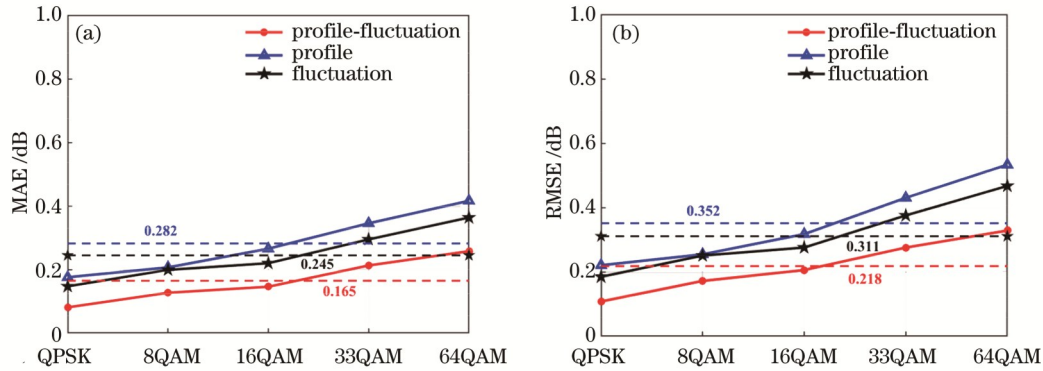 (a)
profile-fluctuation
profile
fluctuation
MAE /dB
1.0
0.8
0.6
0.4
0.2
0
0.282
0.245
0.165
QPSK 8QAM 16QAM 33QAM 64QAM
(b)
profile-fluctuation
profile
fluctuation
RMSE /dB
1.0
0.8
0.6
0.4
0.2
0
0.352
0.311
0.218
QPSK 8QAM 16QAM 33QAM 64QAM